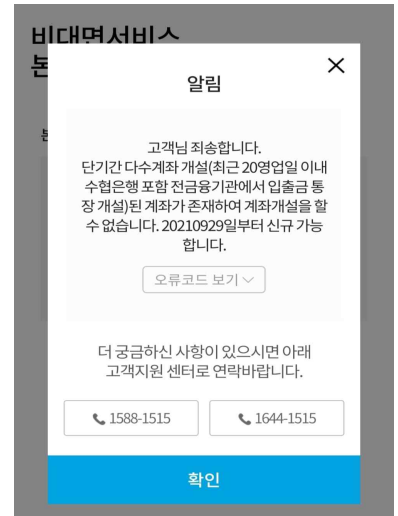 비대면서비스
본
알림
본
고객님 죄송합니다.
단기간 다수계좌 개설(최근 20영업일 이내
수협은행 포함 전금융기관에서 입출금 통
장 개설)된 계좌가 존재하여 계좌개설을 할
수 없습니다. 20210929일부터 신규 가능
합니다.
오류코드 보기
더 궁금하신 사항이 있으시면 아래
고객지원 센터로 연락바랍니다.
1588-1515
1644-1515
확인